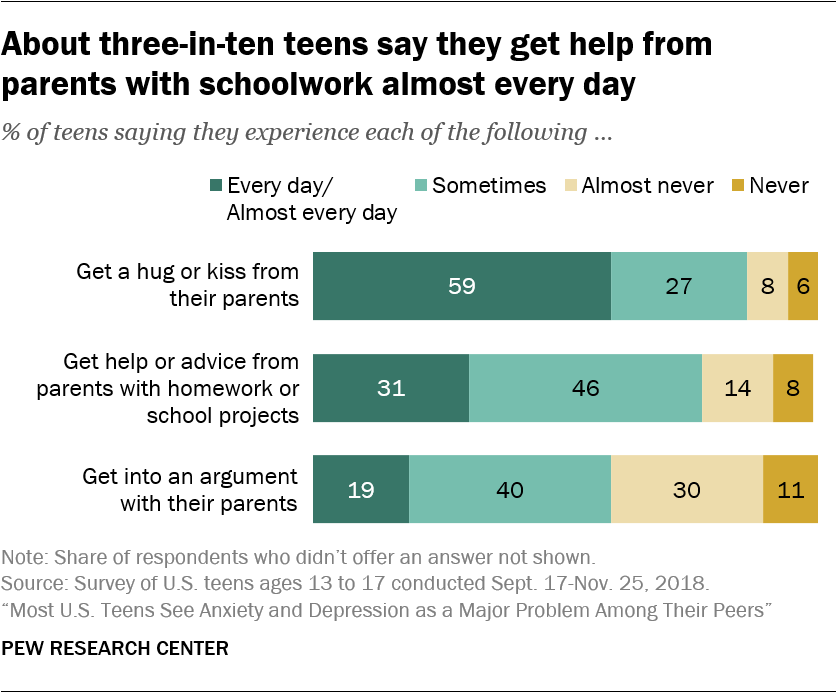 About three-in-ten teens say they get help from
parents with schoolwork almost every day
% of teens saying they experience each of the following ...
Every day/
Almost every day
Sometimes
Almost never
Never
Get a hug or kiss from
their parents
59
27
8
6
Get help or advice from
parents with homework or
school projects
31
46
14
8
Get into an argument
with their parents
19
40
30
11
Note: Share of respondents who didn’t offer an answer not shown.
Source: Survey of U.S. teens ages 13 to 17 conducted Sept. 17-Nov. 25, 2018.
“Most U.S. Teens See Anxiety and Depression as a Major Problem Among Their Peers”
PEW RESEARCH CENTER